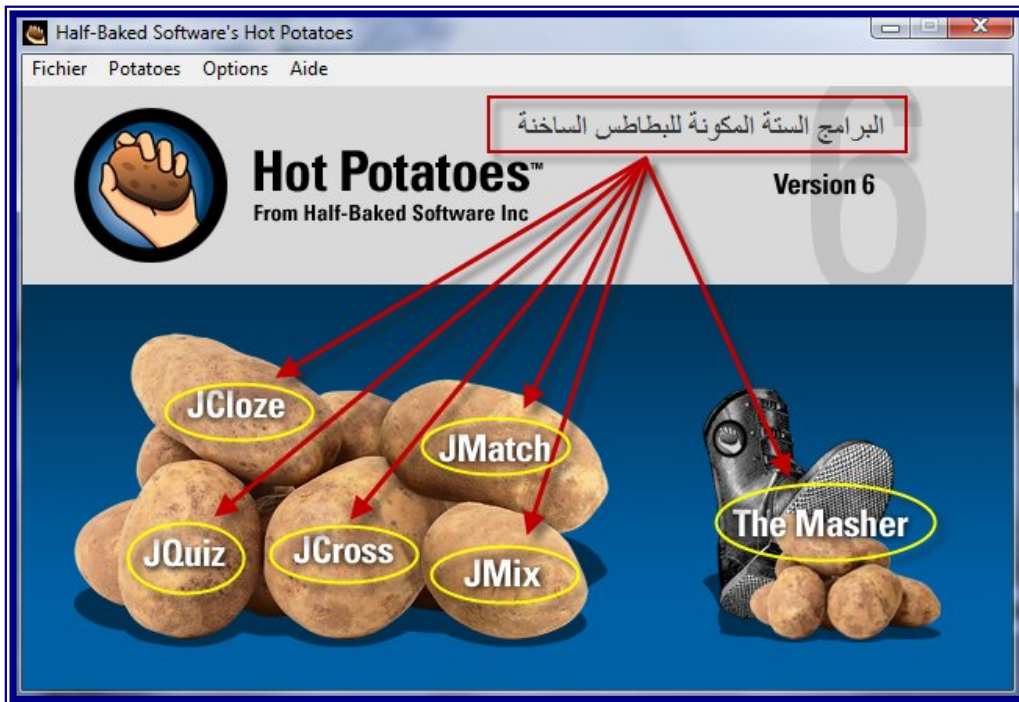 Half-Baked Software's Hot Potatoes
Fichier Potatoes Options Aide
البرامج الستة المكونة للبطاطس الساخنة
6
Hot Potatoes™
Version 6
From Half-Baked Software Inc
JCloze
JMatch
The Masher
JQuiz
JCross
JMix